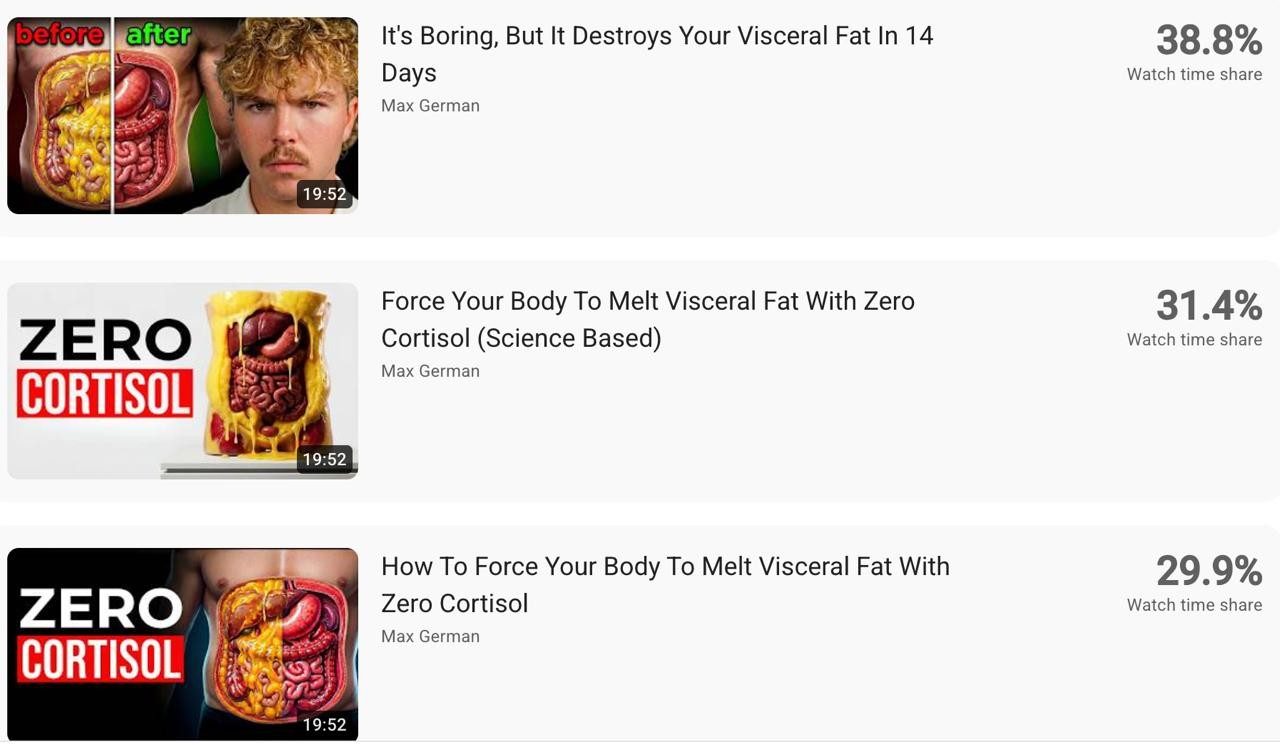 before after
It's Boring, But It Destroys Your Visceral Fat In 14
Days
Max German
19:52
38.8%
Watch time share
ZERO
CORTISOL
19:52
Force Your Body To Melt Visceral Fat With Zero
Cortisol (Science Based)
Max German
31.4%
Watch time share
ZERO
CORTISOL
19:52
How To Force Your Body To Melt Visceral Fat With
Zero Cortisol
Max German
29.9%
Watch time share